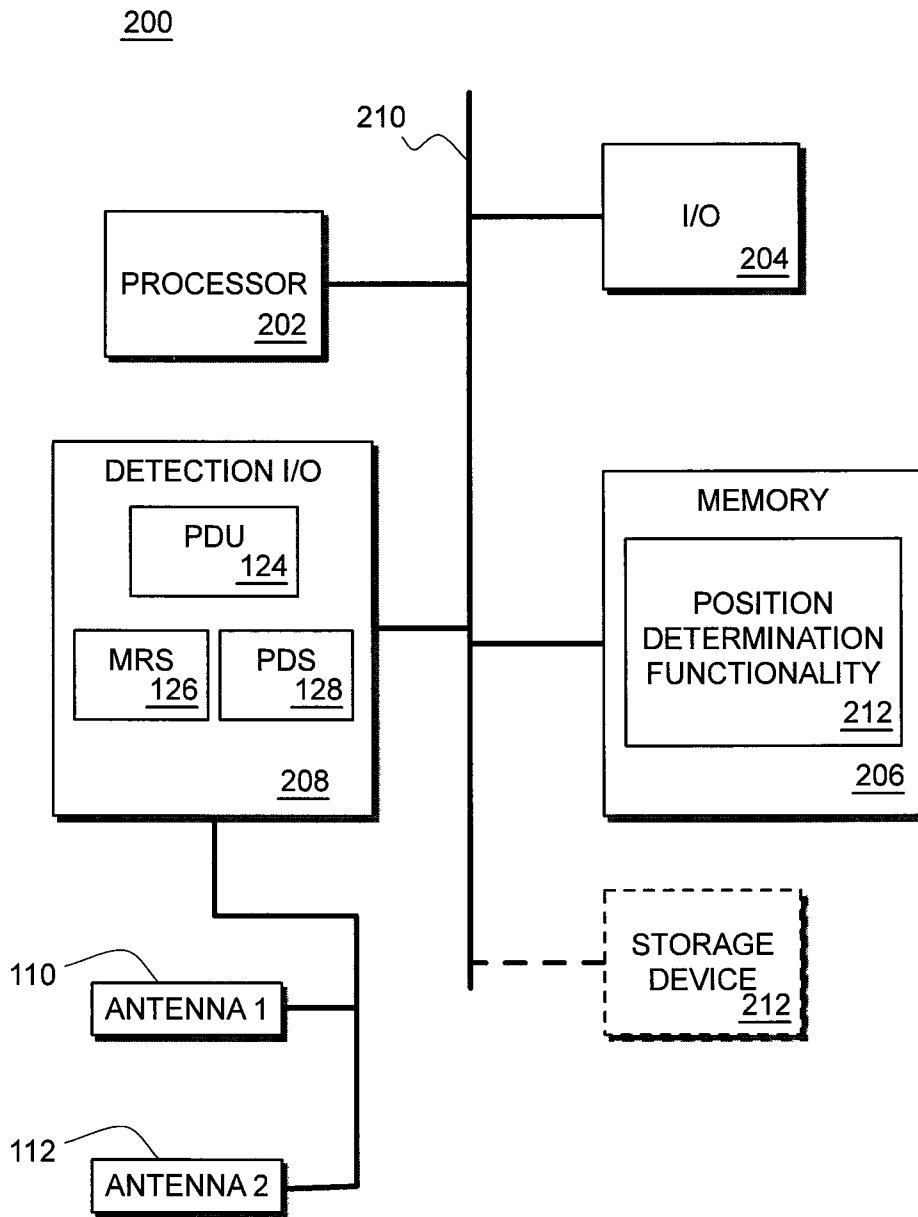 200
210
I/O
204
PROCESSOR
202
DETECTION I/O
PDU
124
MRS
126
PDS
128
208
MEMORY
POSITION
DETERMINATION
FUNCTIONALITY
212
206
STORAGE
DEVICE
212
110
ANTENNA 1
112
ANTENNA 2